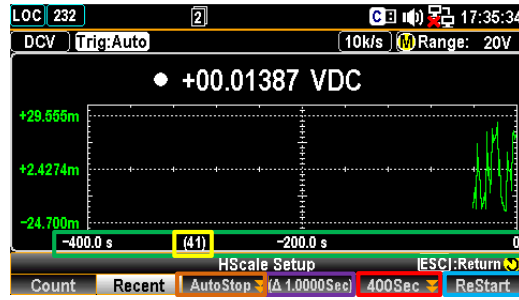 LOC 232 2 C 17:35:34
DCV Trig:Auto 10k/s M Range: 20V
+00.01387 VDC
+29.555m
+2.4274m
-24.700m
-400.0 s (41) -200.0 s 0
HScale Setup [ESC]:Return
Count Recent AutoStop (Δ 1.0000Sec) 400Sec ReStart